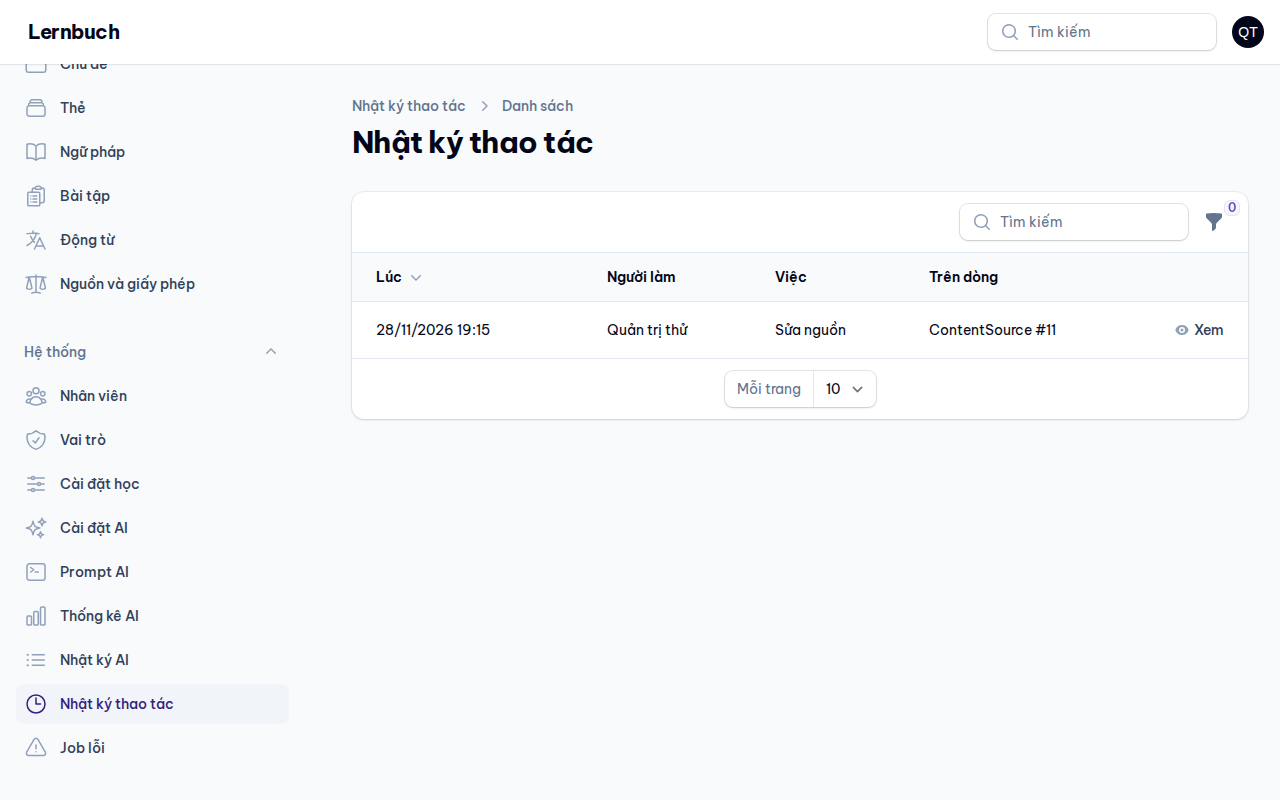 Lernbuch
Tìm kiếm
QT
Chủ đề
Thẻ
Ngữ pháp
Bài tập
Động từ
Nguồn và giấy phép
Hệ thống
Nhân viên
Vai trò
Cài đặt học
Cài đặt AI
Prompt AI
Thống kê AI
Nhật ký AI
Nhật ký thao tác
Job lỗi
Nhật ký thao tác Danh sách
Nhật ký thao tác
Tìm kiếm
0
Lúc Người làm Việc Trên dòng
28/11/2026 19:15 Quản trị thử Sửa nguồn ContentSource #11 Xem
Mỗi trang 10